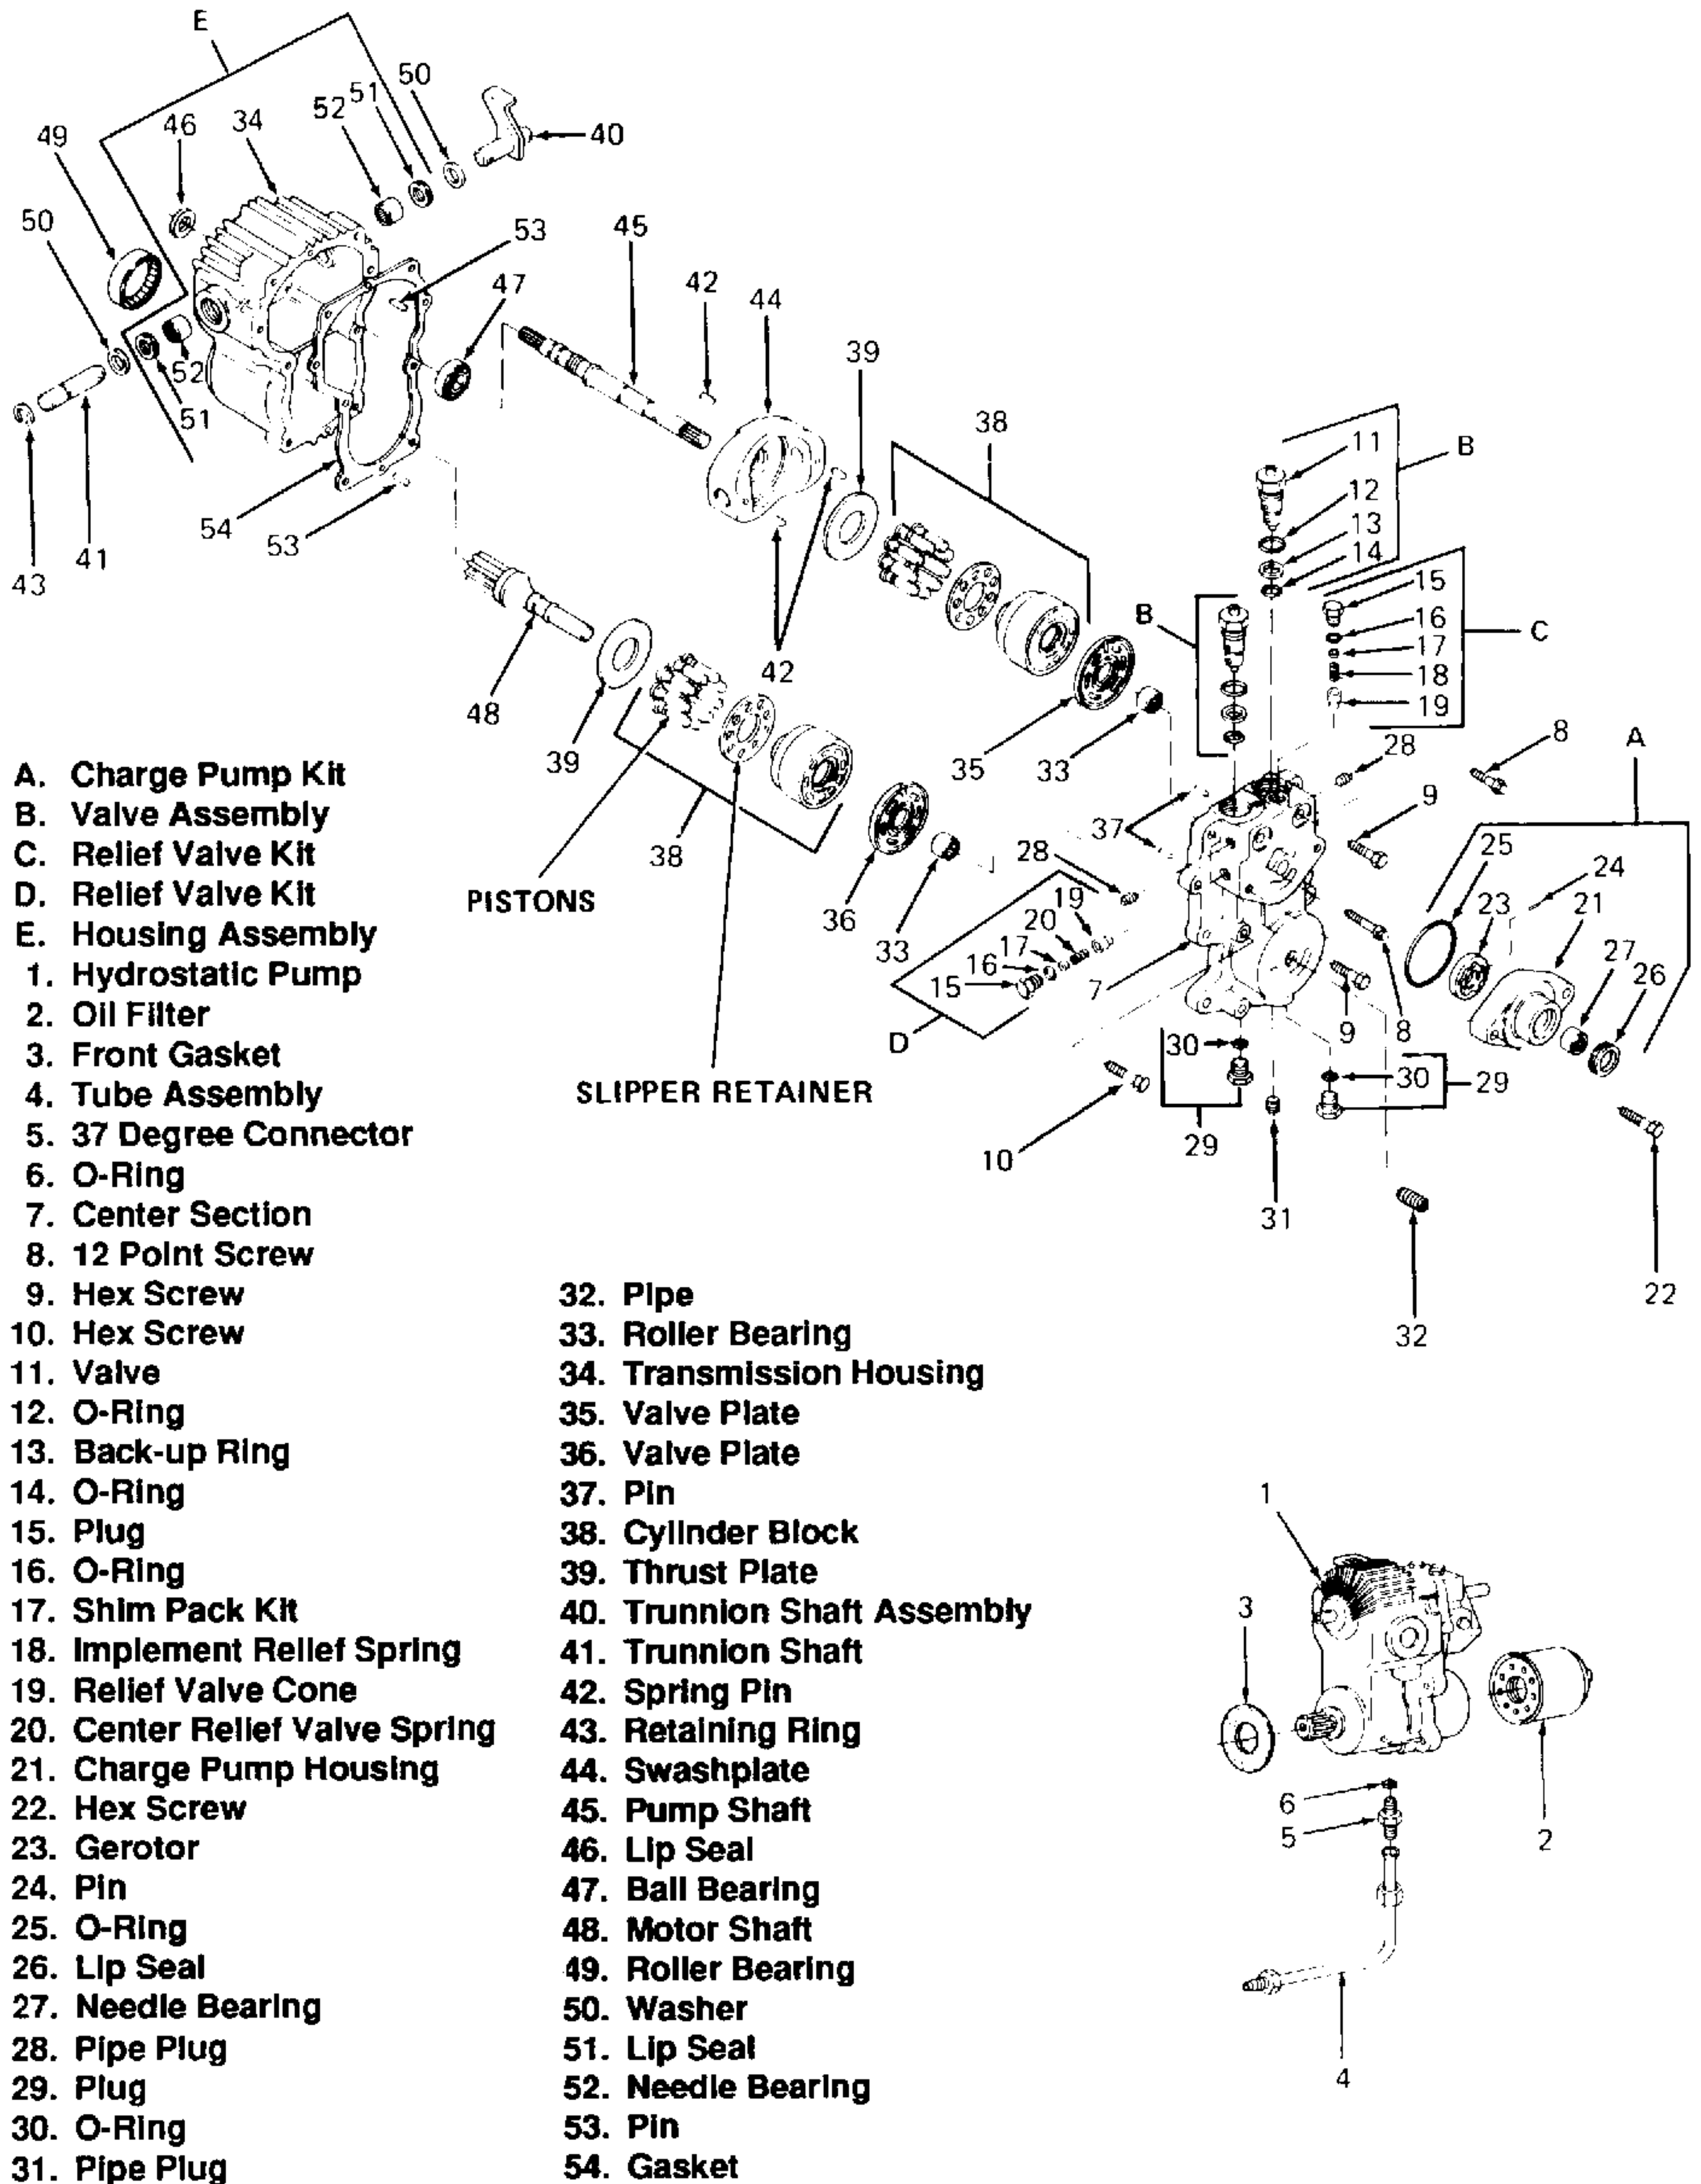 E
50
51
52
40
46
34
49
50
53
45
47
42
44
39
38
52
51
11
B
12
13
14
15
16
C
17
18
19
B
54
53
41
43
42
48
39
35
33
28
8
A
9
37
25
24
38
28
23
21
PISTONS
36
19
27
33
20
17
26
16
15
7
D
9
8
30
30
29
SLIPPER RETAINER
29
10
31
22
32
A. Charge Pump Kit
B. Valve Assembly
C. Relief Valve Kit
D. Relief Valve Kit
E. Housing Assembly
1. Hydrostatic Pump
2. Oil Filter
3. Front Gasket
4. Tube Assembly
5. 37 Degree Connector
6. O-Ring
7. Center Section
8. 12 Point Screw
9. Hex Screw
10. Hex Screw
11. Valve
12. O-Ring
13. Back-up Ring
14. O-Ring
15. Plug
16. O-Ring
17. Shim Pack Kit
18. Implement Relief Spring
19. Relief Valve Cone
20. Center Relief Valve Spring
21. Charge Pump Housing
22. Hex Screw
23. Gerotor
24. Pin
25. O-Ring
26. Lip Seal
27. Needle Bearing
28. Pipe Plug
29. Plug
30. O-Ring
31. Pipe Plug
32. Pipe
33. Roller Bearing
34. Transmission Housing
35. Valve Plate
36. Valve Plate
37. Pin
38. Cylinder Block
39. Thrust Plate
40. Trunnion Shaft Assembly
41. Trunnion Shaft
42. Spring Pin
43. Retaining Ring
44. Swashplate
45. Pump Shaft
46. Lip Seal
47. Ball Bearing
48. Motor Shaft
49. Roller Bearing
50. Washer
51. Lip Seal
52. Needle Bearing
53. Pin
54. Gasket
1
3
6
5
2
4